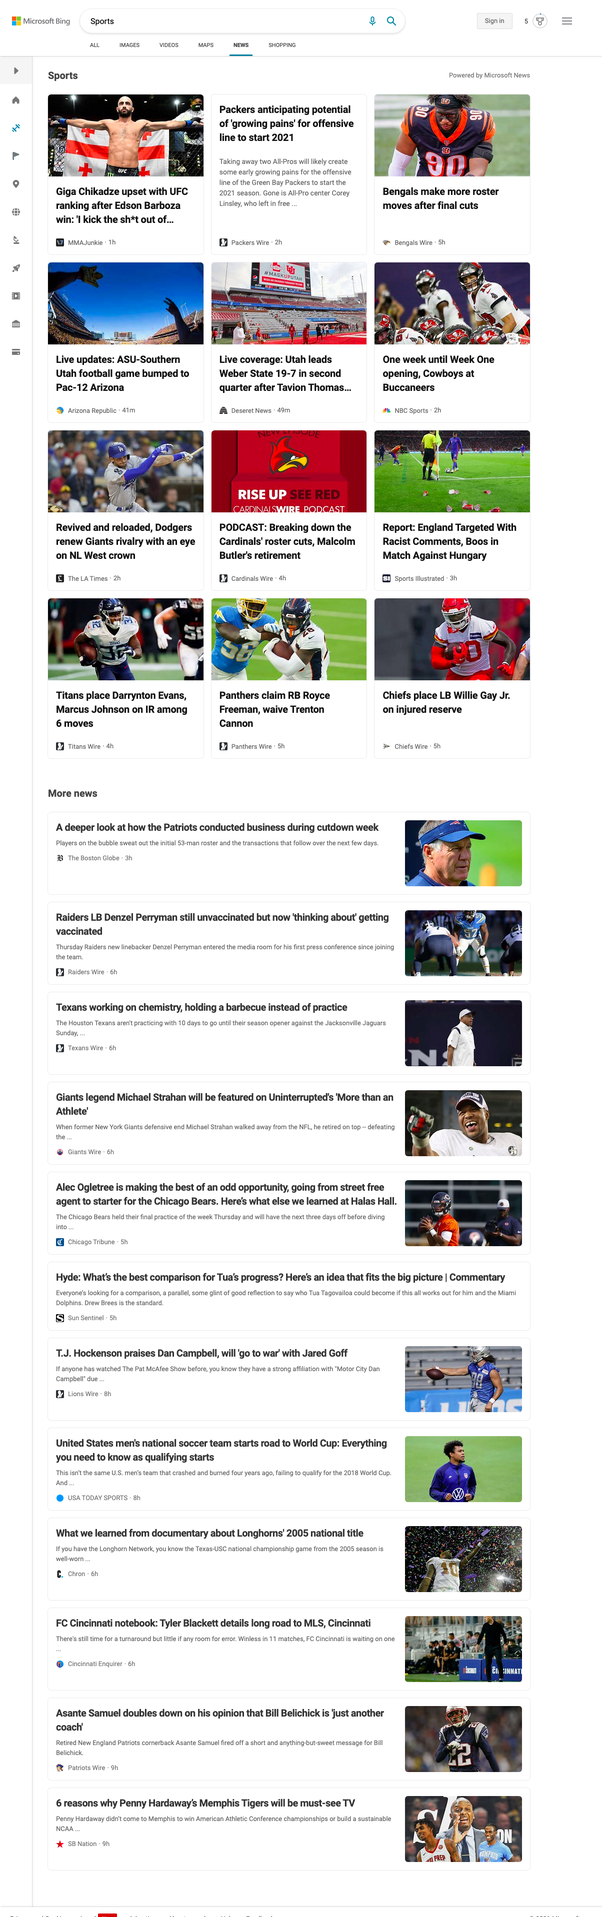 Microsoft Bing
Sports
Sign in
5
ALL IMAGES VIDEOS MAPS NEWS SHOPPING
Sports
Powered by Microsoft News
Giga Chikadze upset with UFC
ranking after Edson Barboza
win: 'I kick the sh*t out of...
MMAJunkie · 1h
Packers anticipating potential
of 'growing pains' for offensive
line to start 2021
Taking away two All-Pros will likely create
some early growing pains for the offensive
line of the Green Bay Packers to start the
2021 season. Gone is All-Pro center Corey
Linsley, who left in free ...
Packers Wire · 2h
90
Bengals make more roster
moves after final cuts
Bengals Wire · 5h
Live updates: ASU-Southern
Utah football game bumped to
Pac-12 Arizona
Arizona Republic · 41m
#MASKUPUTAH
Live coverage: Utah leads
Weber State 19-7 in second
quarter after Tavion Thomas...
Deseret News · 49m
One week until Week One
opening, Cowboys at
Buccaneers
NBC Sports · 2h
Revived and reloaded, Dodgers
renew Giants rivalry with an eye
on NL West crown
The LA Times · 2h
RISE UP SEE RED
CARDINALSWIRE PODCAST
PODCAST: Breaking down the
Cardinals' roster cuts, Malcolm
Butler's retirement
Cardinals Wire · 4h
Report: England Targeted With
Racist Comments, Boos in
Match Against Hungary
Sports Illustrated · 3h
Titans place Darrynton Evans,
Marcus Johnson on IR among
6 moves
Titans Wire · 4h
Panthers claim RB Royce
Freeman, waive Trenton
Cannon
Panthers Wire · 5h
Chiefs place LB Willie Gay Jr.
on injured reserve
Chiefs Wire · 5h
More news
A deeper look at how the Patriots conducted business during cutdown week
Players on the bubble sweat out the initial 53-man roster and the transactions that follow over the next few days.
The Boston Globe · 3h
Raiders LB Denzel Perryman still unvaccinated but now 'thinking about' getting
vaccinated
Thursday Raiders new linebacker Denzel Perryman entered the media room for his first press conference since joining
the team.
Raiders Wire · 6h
Texans working on chemistry, holding a barbecue instead of practice
The Houston Texans aren't practicing with 10 days to go until their season opener against the Jacksonville Jaguars
Sunday, ...
Texans Wire · 6h
Giants legend Michael Strahan will be featured on Uninterrupted's 'More than an
Athlete'
When former New York Giants defensive end Michael Strahan walked away from the NFL, he retired on top – defeating
the ...
Giants Wire · 6h
Alec Ogletree is making the best of an odd opportunity, going from street free
agent to starter for the Chicago Bears. Here's what else we learned at Halas Hall.
The Chicago Bears held their final practice of the week Thursday and will have the next three days off before diving
into ...
Chicago Tribune · 5h
Hyde: What's the best comparison for Tua's progress? Here's an idea that fits the big picture | Commentary
Everyone's looking for a comparison, a parallel, some glint of good reflection to say who Tua Tagovailoa could become if this all works out for him and the Miami
Dolphins. Drew Brees is the standard.
Sun Sentinel · 5h
T.J. Hockenson praises Dan Campbell, will 'go to war' with Jared Goff
If anyone has watched The Pat McAfee Show before, you know they have a strong affiliation with "Motor City Dan
Campbell" due ...
Lions Wire · 8h
United States men's national soccer team starts road to World Cup: Everything
you need to know as qualifying starts
This isn't the same U.S. men's team that crashed and burned four years ago, failing to qualify for the 2018 World Cup.
And ...
USA TODAY SPORTS · 8h
What we learned from documentary about Longhorns' 2005 national title
If you have the Longhorn Network, you know the Texas-USC national championship game from the 2005 season is
well-worn ...
Chron · 6h
FC Cincinnati notebook: Tyler Blackett details long road to MLS, Cincinnati
There's still time for a turnaround but little if any room for error. Winless in 11 matches, FC Cincinnati is waiting on one
...
Cincinnati Enquirer · 6h
Asante Samuel doubles down on his opinion that Bill Belichick is 'just another
coach'
Retired New England Patriots cornerback Asante Samuel fired off a short and anything-but-sweet message for Bill
Belichick.
Patriots Wire · 9h
22
6 reasons why Penny Hardaway's Memphis Tigers will be must-see TV
Penny Hardaway didn't come to Memphis to win American Athletic Conference championships or build a sustainable
NCAA ...
SB Nation · 9h